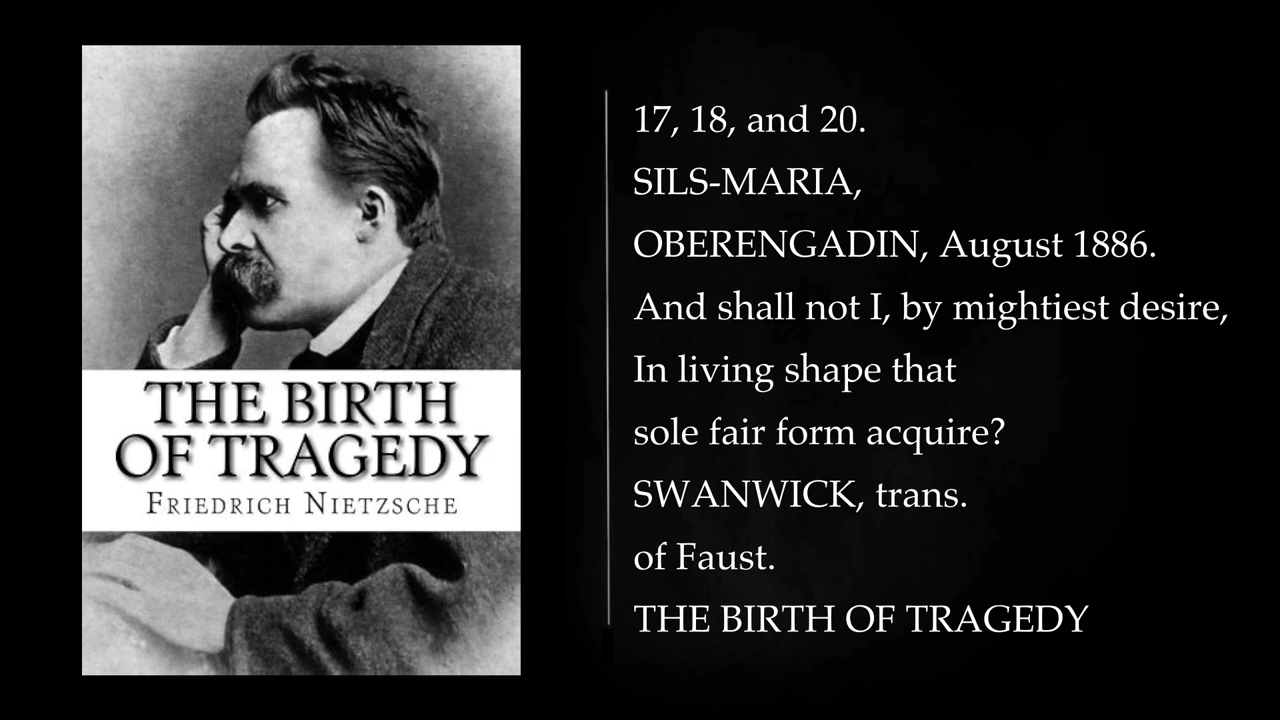 THE BIRTH
OF TRAGEDY
FRIEDRICH NIETZSCHE
17, 18, and 20.
SILS-MARIA,
OBERENGADIN, August 1886.
And shall not I, by mightiest desire,
In living shape that
sole fair form acquire?
SWANWICK, trans.
of Faust.
THE BIRTH OF TRAGEDY